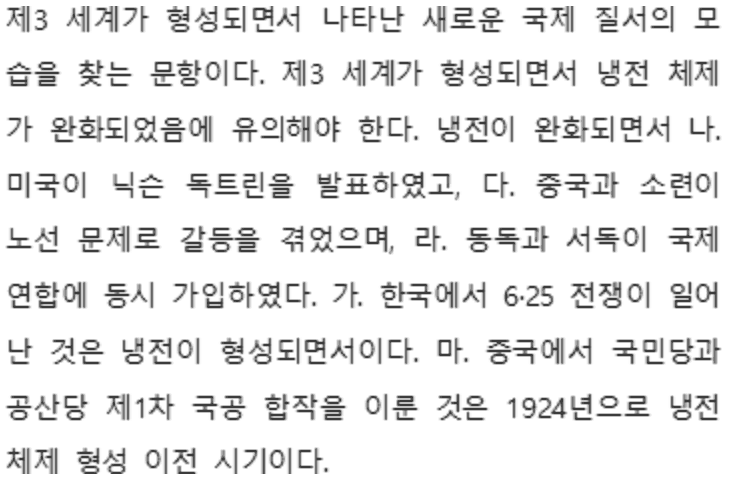 제3 세계가 형성되면서 나타난 새로운 국제 질서의 모
습을 찾는 문항이다. 제3 세계가 형성되면서 냉전 체제
가 완화되었음에 유의해야 한다. 냉전이 완화되면서 나.
미국이 닉슨 독트린을 발표하였고, 다. 중국과 소련이
노선 문제로 갈등을 겪었으며, 라. 동독과 서독이 국제
연합에 동시 가입하였다. 가. 한국에서 6·25 전쟁이 일어
난 것은 냉전이 형성되면서이다. 마. 중국에서 국민당과
공산당 제1차 국공 합작을 이룬 것은 1924년으로 냉전
체제 형성 이전 시기이다.